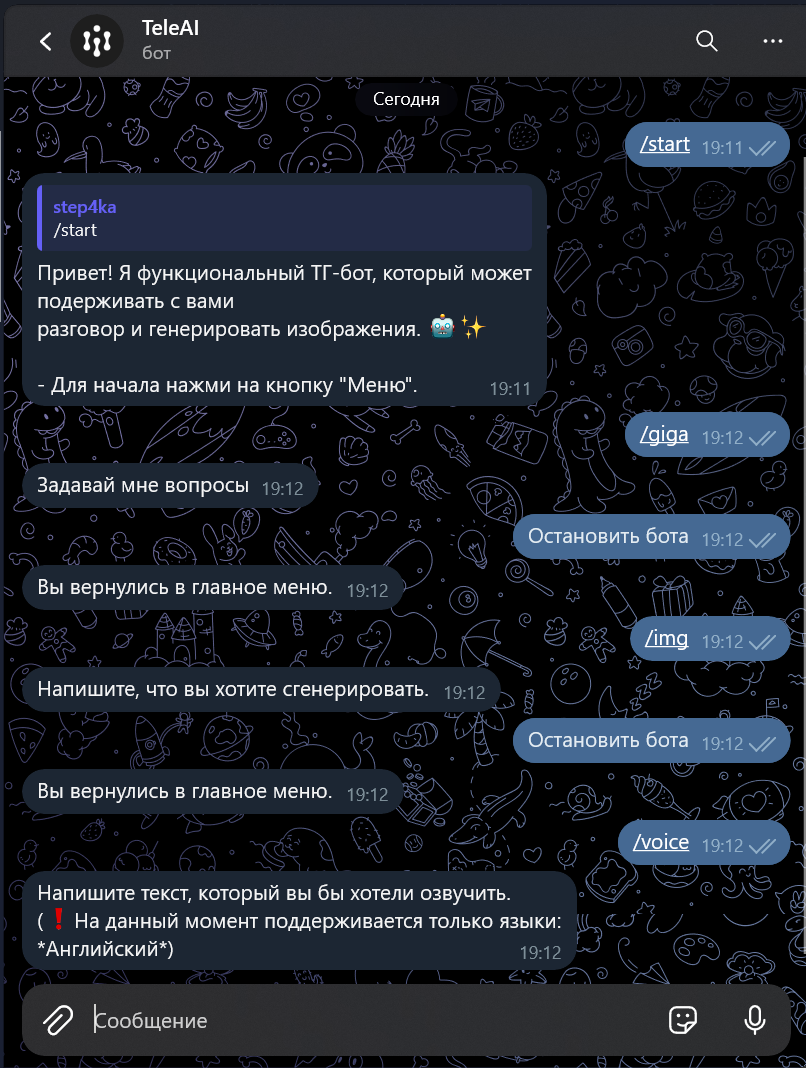 TeleAI
бот
Сегодня
/start 19:11
step4ka
/start
Привет! Я функциональный ТГ-бот, который может
подерживать с вами
разговор и генерировать изображения. 🤖✨
- Для начала нажми на кнопку "Меню". 19:11
/giga 19:12
Задавай мне вопросы 19:12
Остановить бота 19:12
Вы вернулись в главное меню. 19:12
/img 19:12
Напишите, что вы хотите сгенерировать. 19:12
Остановить бота 19:12
Вы вернулись в главное меню. 19:12
/voice 19:12
Напишите текст, который вы бы хотели озвучить.
(❗ На данный момент поддерживается только языки:
*Английский*) 19:12
Сообщение